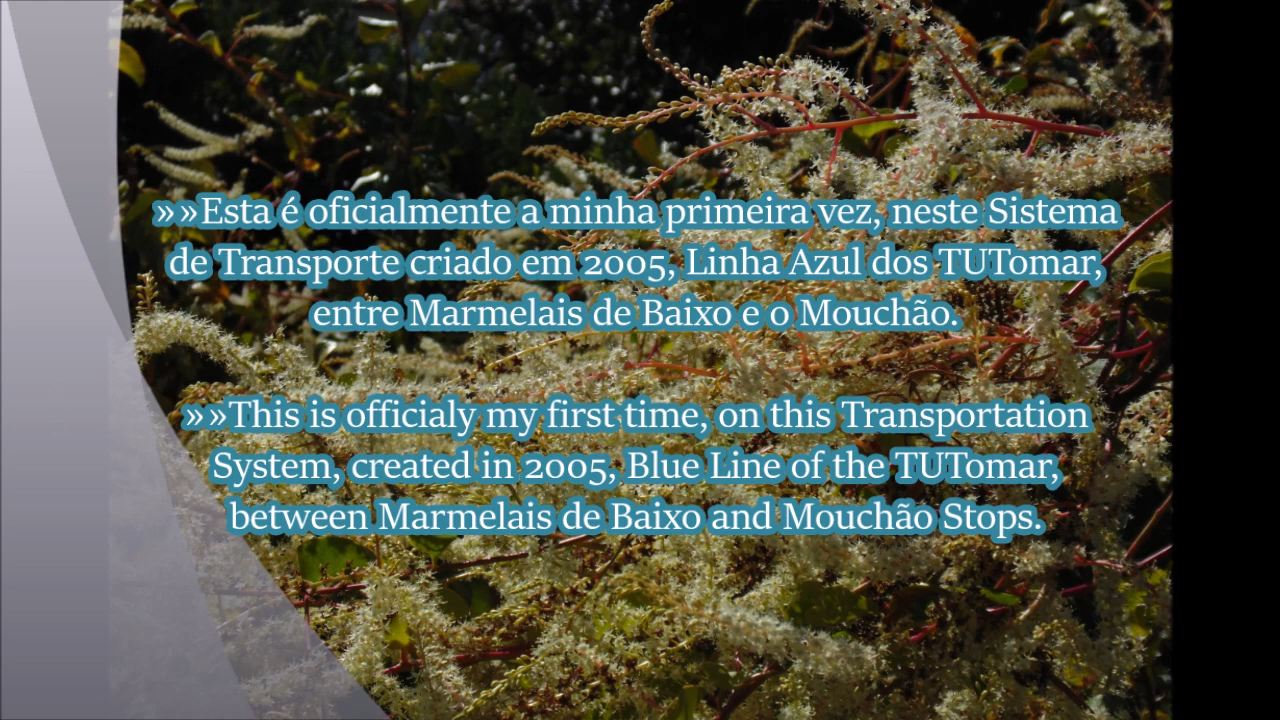 »»Esta é oficialmente a minha primeira vez, neste Sistema
de Transporte criado em 2005, Linha Azul dos TUTomar,
entre Marmelais de Baixo e o Mouchão.
»»This is officialy my first time, on this Transportation
System, created in 2005, Blue Line of the TUTomar,
between Marmelais de Baixo and Mouchão Stops.